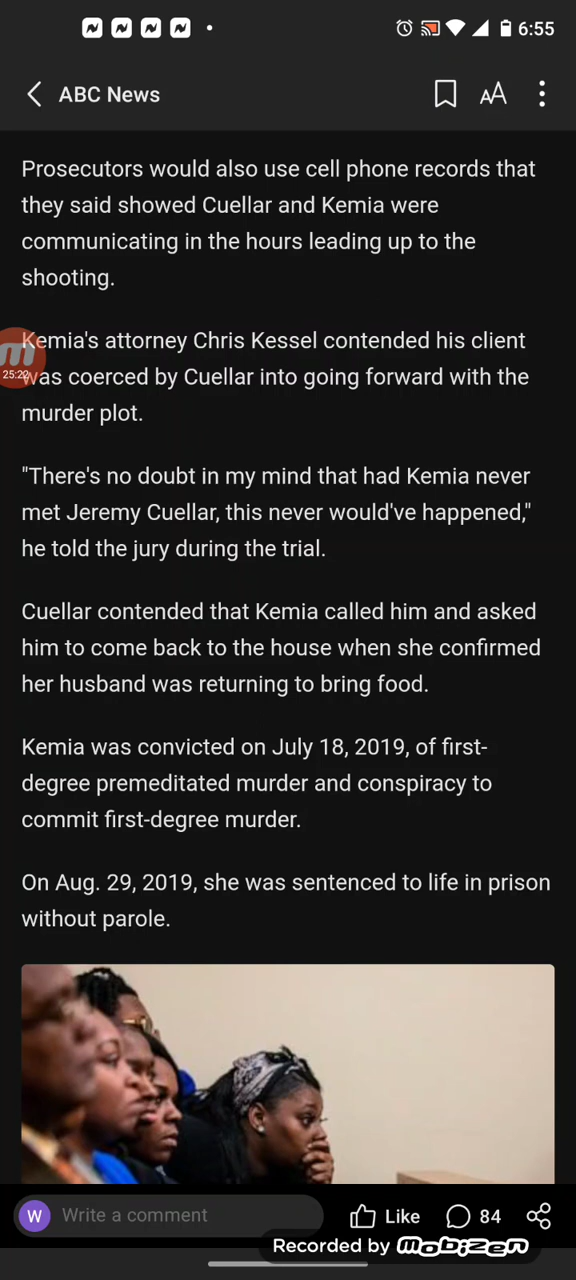 6:55
ABC News
AA
Prosecutors would also use cell phone records that
they said showed Cuellar and Kemia were
communicating in the hours leading up to the
shooting.
Kemia's attorney Chris Kessel contended his client
was coerced by Cuellar into going forward with the
murder plot.
25:22
"There's no doubt in my mind that had Kemia never
met Jeremy Cuellar, this never would've happened,"
he told the jury during the trial.
Cuellar contended that Kemia called him and asked
him to come back to the house when she confirmed
her husband was returning to bring food.
Kemia was convicted on July 18, 2019, of first-
degree premeditated murder and conspiracy to
commit first-degree murder.
On Aug. 29, 2019, she was sentenced to life in prison
without parole.
W Write a comment Like 84
Recorded by mobizen